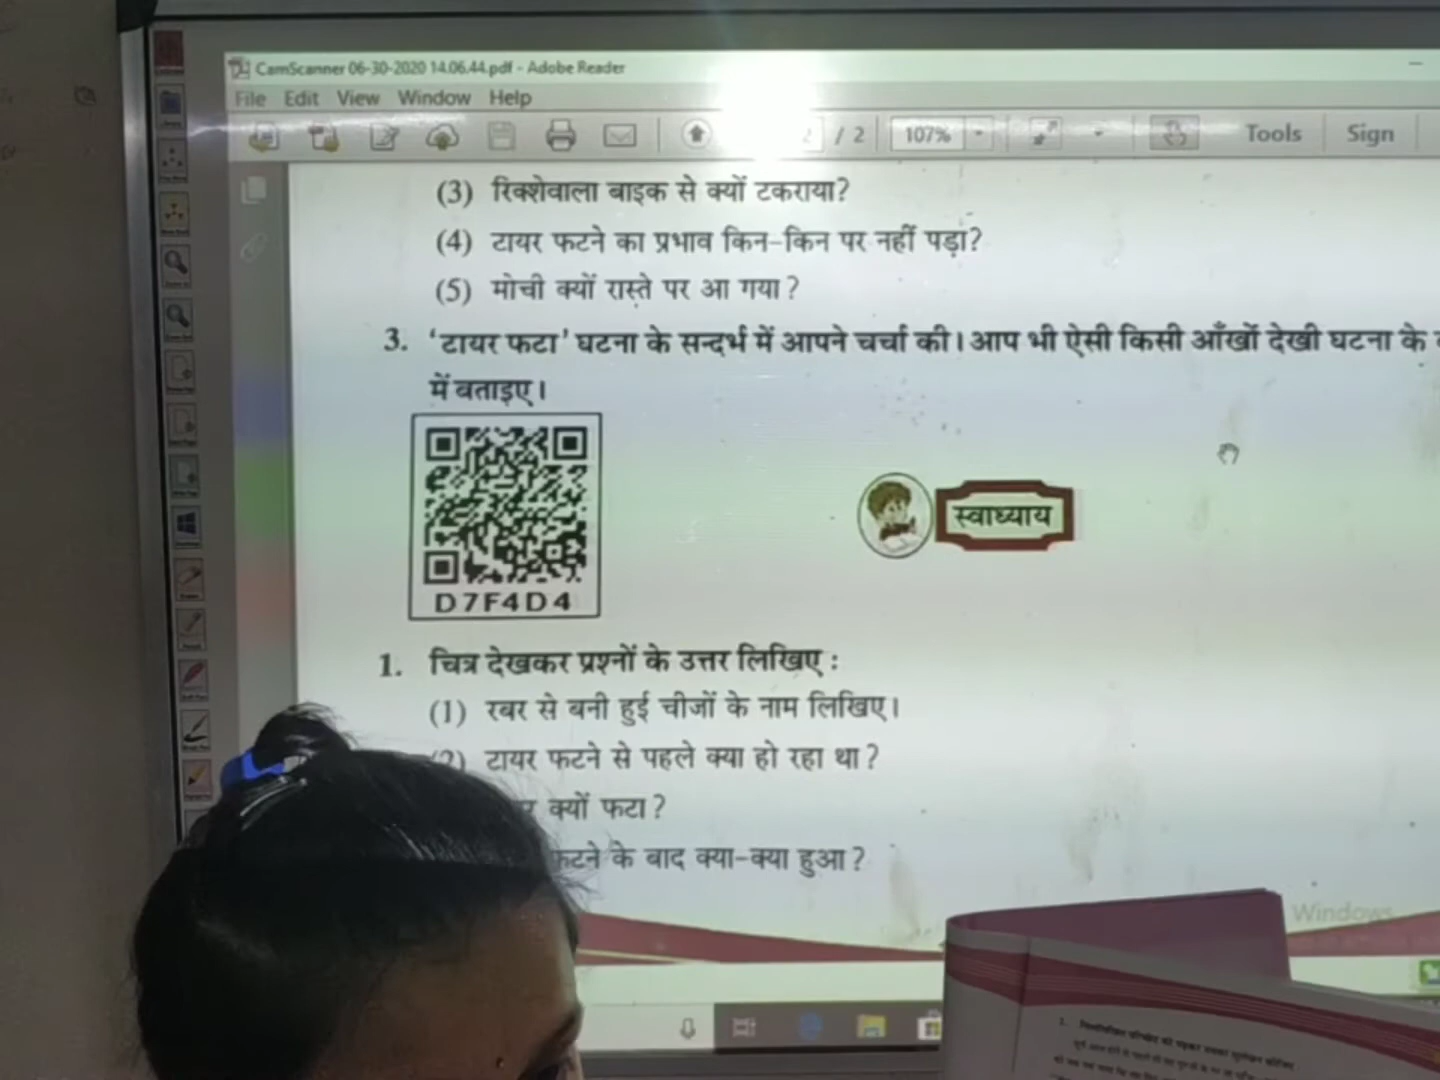 CamScanner 06-30-2020 14.06.44.pdf - Adobe Reader
File Edit View Window Help
/ 2 107% Tools Sign
(3) रिक्शेवाला बाइक से क्यों टकराया?
(4) टायर फटने का प्रभाव किन-किन पर नहीं पड़ा?
(5) मोची क्यों रास्ते पर आ गया?
3. 'टायर फटा' घटना के सन्दर्भ में आपने चर्चा की। आप भी ऐसी किसी आँखों देखी घटना के
में बताइए।
D7F4D4
स्वाध्याय
1. चित्र देखकर प्रश्नों के उत्तर लिखिए :
(1) रबर से बनी हुई चीजों के नाम लिखिए।
(2) टायर फटने से पहले क्या हो रहा था?
क्यों फटा?
फटने के बाद क्या-क्या हुआ?
Windows